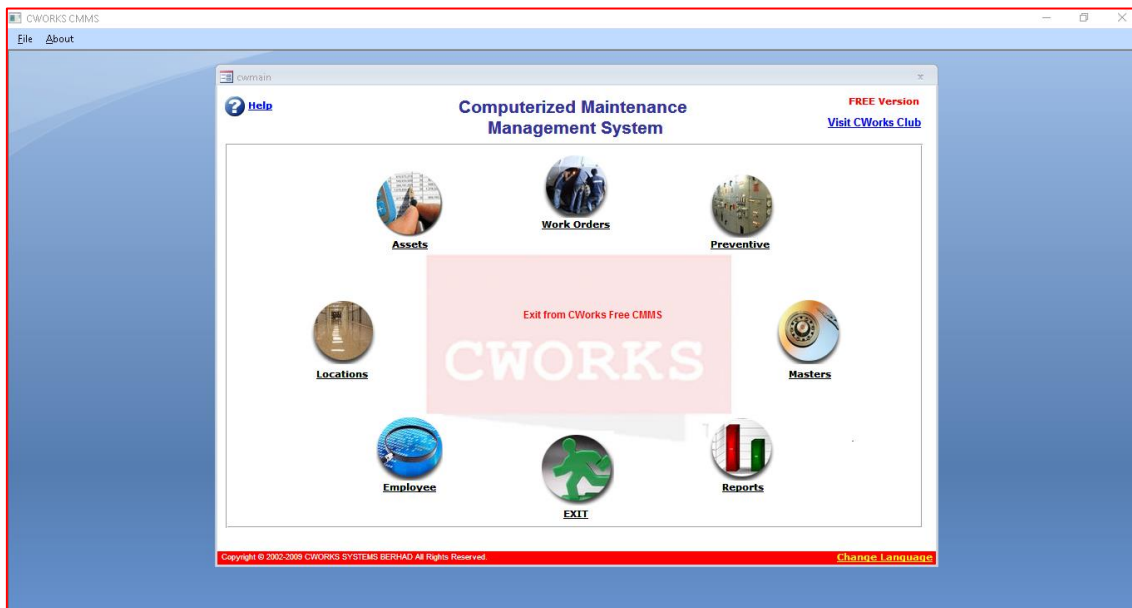 CWORKS CMMS
File About
cwmain
Help
Computerized Maintenance
Management System
FREE Version
Visit CWorks Club
Assets
Work Orders
Preventive
Exit from CWorks Free CMMS
CWORKS
Locations
Masters
Employee
EXIT
Reports
Copyright © 2002-2009 CWORKS SYSTEMS BERHAD All Rights Reserved.
Change Language